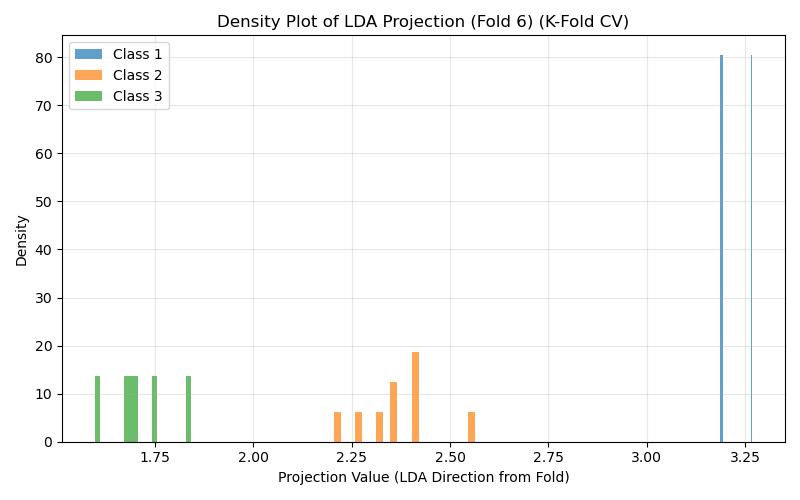 Density Plot of LDA Projection (Fold 6) (K-Fold CV)
Class 1
Class 2
Class 3
Density
80
70
60
50
40
30
20
10
0
1.75 2.00 2.25 2.50 2.75 3.00 3.25
Projection Value (LDA Direction from Fold)